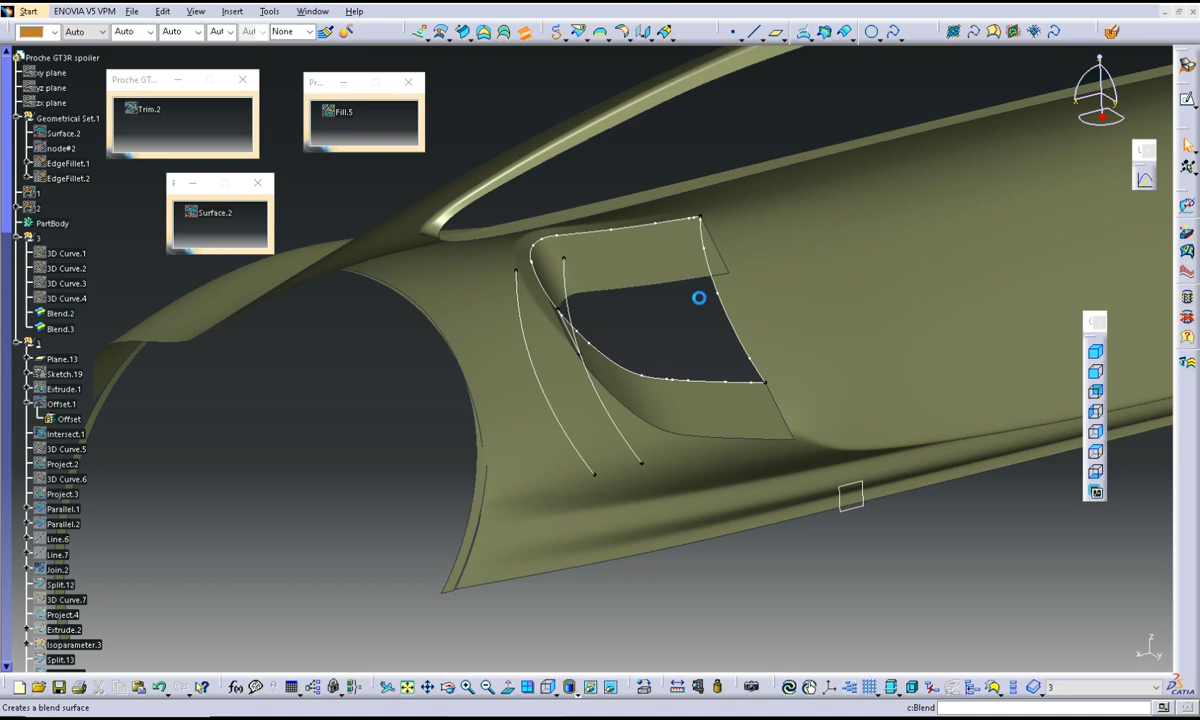 Start ENOVIA V5 VPM File Edit View Insert Tools Window Help
Auto Auto Auto Aut Aut None
Proche GT3R spoiler
xy plane
yz plane
zx plane
Geometrical Set.1
Surface.2
node#2
EdgeFillet.1
EdgeFillet.2
1
2
PartBody
3
3D Curve.1
3D Curve.2
3D Curve.3
3D Curve.4
Blend.2
Blend.3
3
Plane.13
Sketch.19
Extrude.1
Offset.1
Offset
Intersect.1
3D Curve.5
Project.2
3D Curve.6
Project.3
Parallel.1
Parallel.2
Line.6
Line.7
Join.2
Split.12
3D Curve.7
Project.4
Extrude.2
Isoparameter.3
Split.13
Proche GT...
Trim.2
Pr...
Fill.5
Surface.2
L
x y
z
x y
3
CATIA
Creates a blend surface
c:Blend